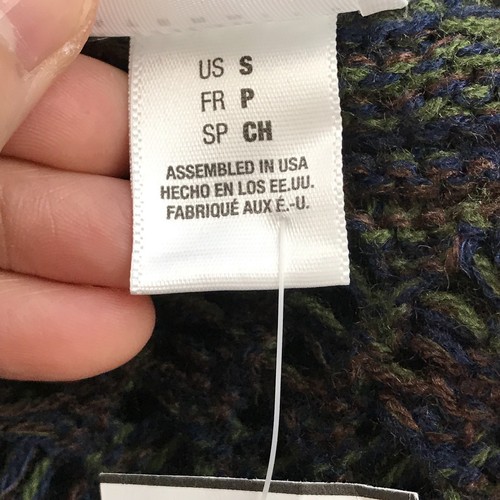 US S
FR P
SP CH
ASSEMBLED IN USA
HECHO EN LOS EE.UU.
FABRIQUÉ AUX É.-U.